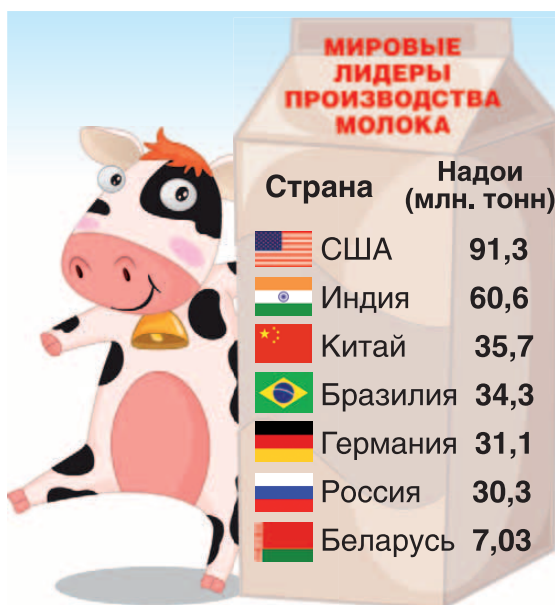 МИРОВЫЕ
ЛИДЕРЫ
ПРОИЗВОДСТВА
МОЛОКА
Страна Надои
(млн. тонн)
США 91,3
Индия 60,6
Китай 35,7
Бразилия 34,3
Германия 31,1
Россия 30,3
Беларусь 7,03